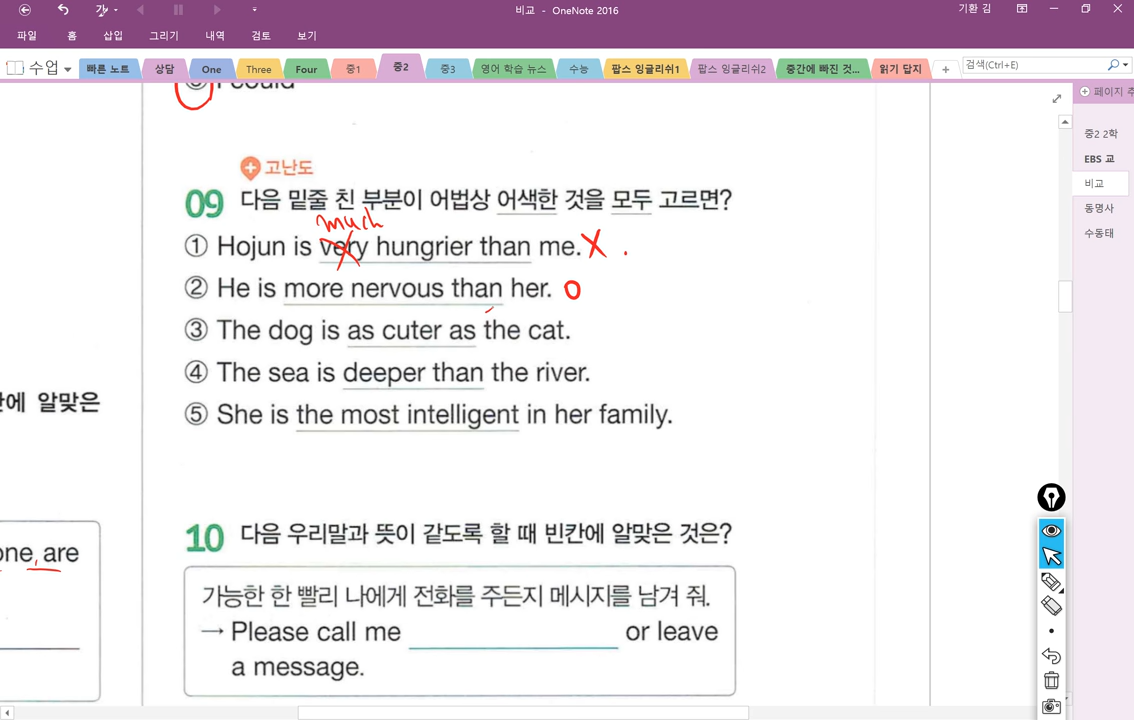 비교 - OneNote 2016
기환 김
파일 홈 삽입 그리기 내역 검토 보기
수업 빠른 노트 상담 One Three Four 중1 중2 중3 영어 학습 뉴스 수능 팝스 잉글리쉬1 팝스 잉글리쉬2 중간에 빠진 것... 읽기 답지 + 검색(Ctrl+E)
페이지 추
중2 2학
EBS 교
비교
동명사
수동태
I could
고난도
09 다음 밑줄 친 부분이 어법상 어색한 것을 모두 고르면?
much
① Hojun is very hungrier than me. X .
② He is more nervous than her. O
③ The dog is as cuter as the cat.
④ The sea is deeper than the river.
⑤ She is the most intelligent in her family.
칸에 알맞은
one, are
10 다음 우리말과 뜻이 같도록 할 때 빈칸에 알맞은 것은?
가능한 한 빨리 나에게 전화를 주든지 메시지를 남겨 줘.
→ Please call me or leave
a message.